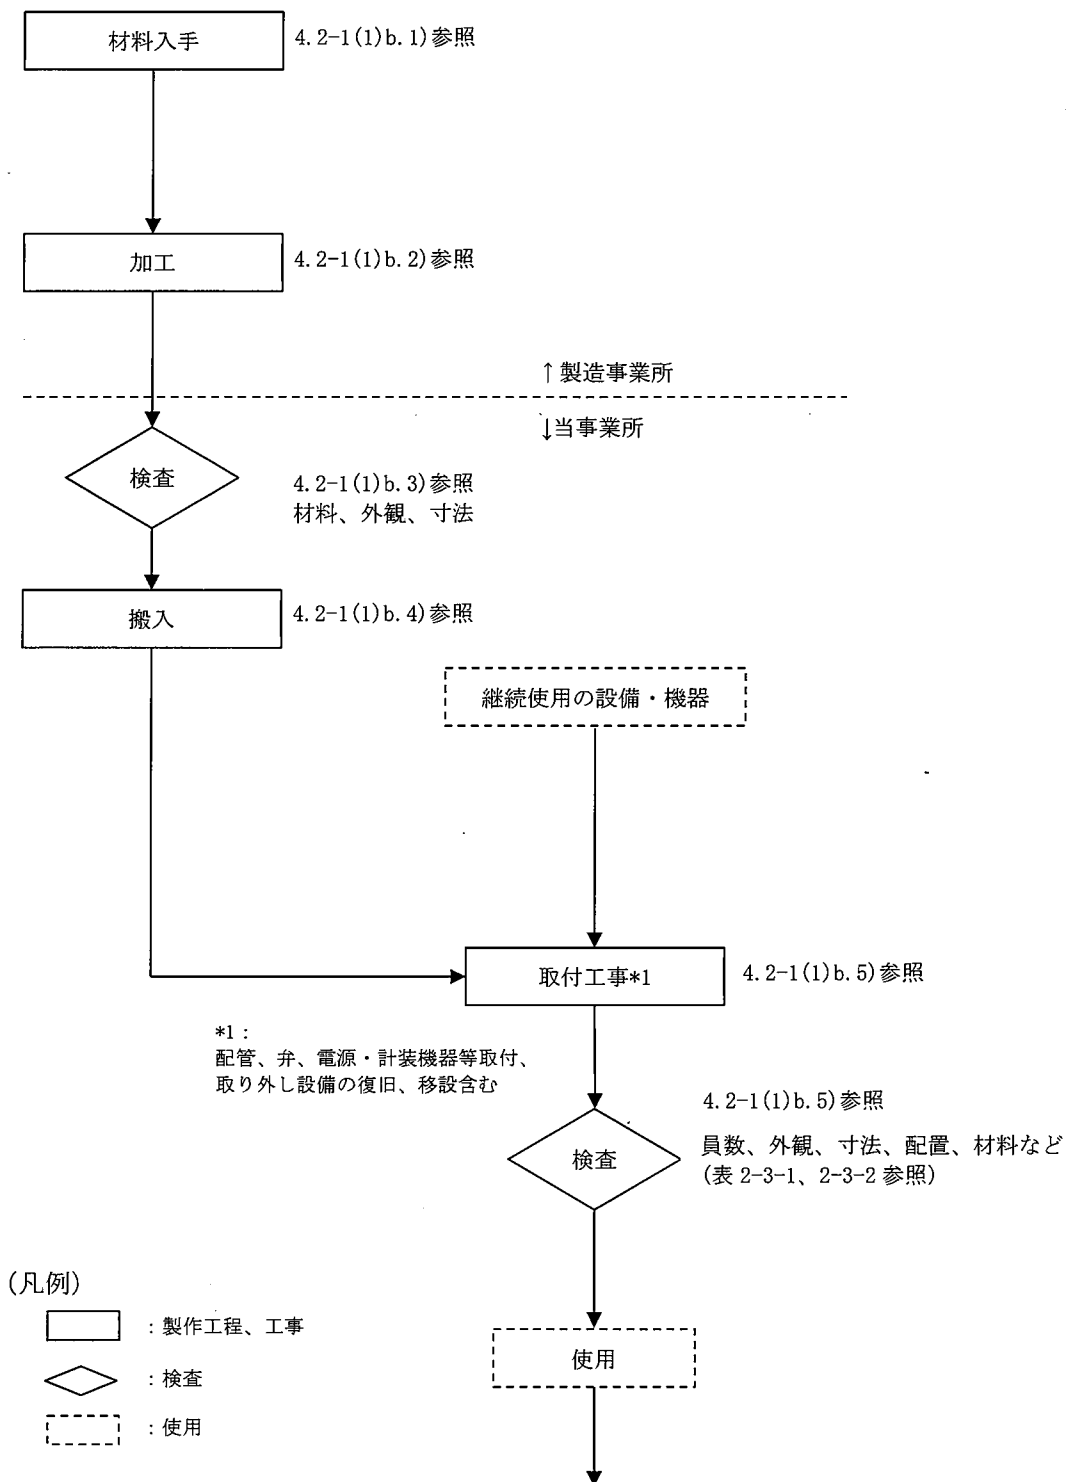 材料入手
4.2-1(1)b.1)参照
加工
4.2-1(1)b.2)参照
↑製造事業所
↓当事業所
検査
4.2-1(1)b.3)参照
材料、外観、寸法
搬入
4.2-1(1)b.4)参照
継続使用の設備・機器
取付工事*1
4.2-1(1)b.5)参照
*1：
配管、弁、電源・計装機器等取付、
取り外し設備の復旧、移設含む
検査
4.2-1(1)b.5)参照
員数、外観、寸法、配置、材料など
(表 2-3-1、2-3-2 参照)
使用
(凡例)
：製作工程、工事
：検査
：使用